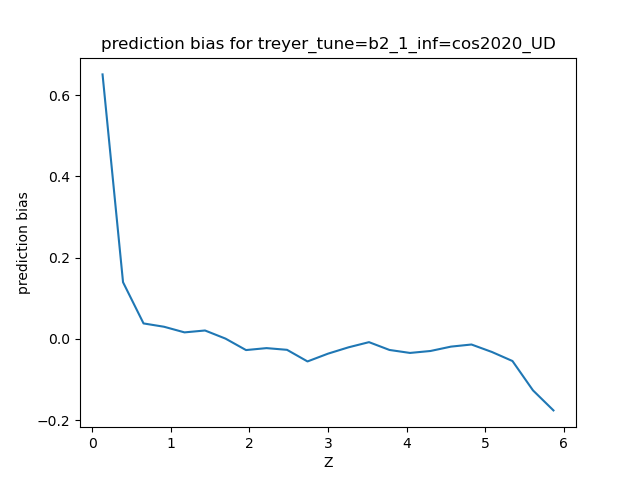 prediction bias for treyer_tune=b2_1_inf=cos2020_UD
prediction bias
0.6
0.4
0.2
0.0
−0.2
0 1 2 3 4 5 6
Z